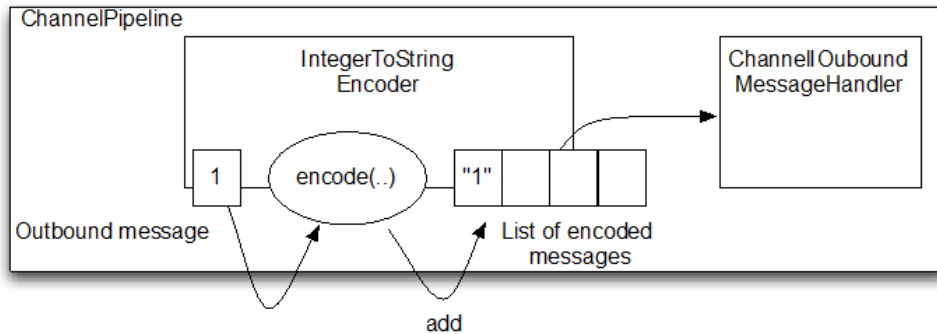 ChannelPipeline
IntegerToString
Encoder
ChannelOubound
MessageHandler
1
encode(..)
"1"
Outbound message
List of encoded
messages
add